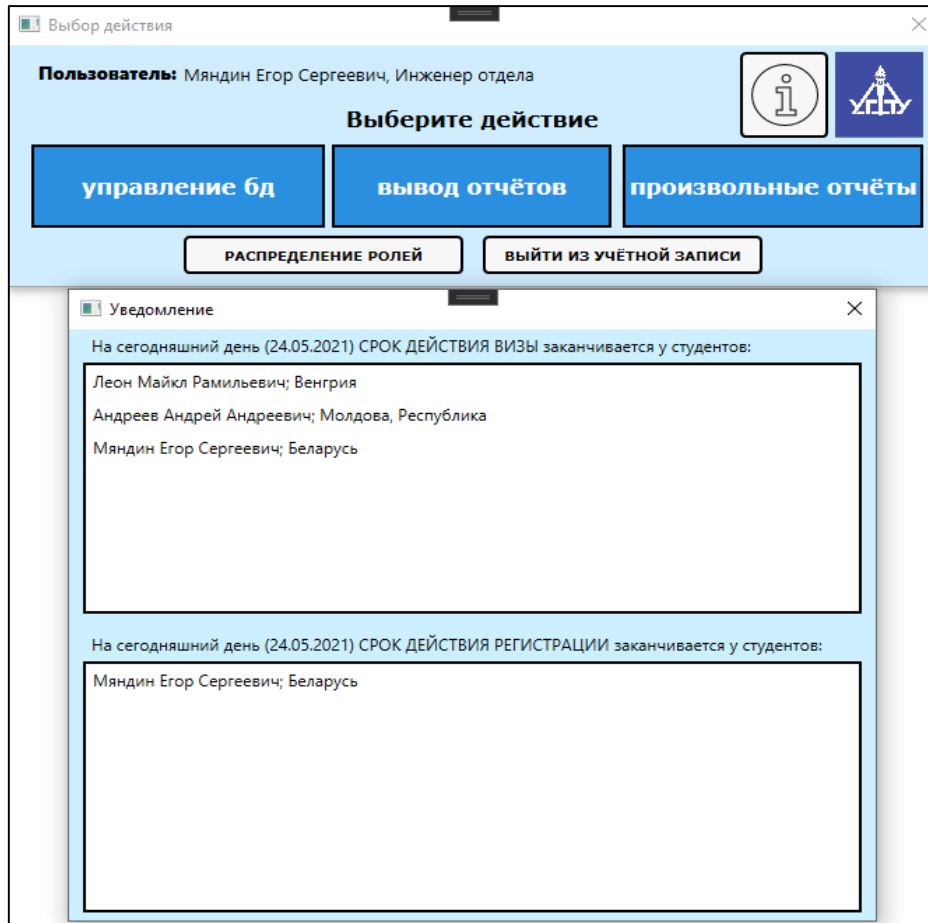 Выбор действия
Пользователь: Мяндин Егор Сергеевич, Инженер отдела
Выберите действие
управление бд
вывод отчётов
произвольные отчёты
РАСПРЕДЕЛЕНИЕ РОЛЕЙ
ВЫЙТИ ИЗ УЧЁТНОЙ ЗАПИСИ
УГТУ
Уведомление
На сегодняшний день (24.05.2021) СРОК ДЕЙСТВИЯ ВИЗЫ заканчивается у студентов:
Леон Майкл Рамильевич; Венгрия
Андреев Андрей Андреевич; Молдова, Республика
Мяндин Егор Сергеевич; Беларусь
На сегодняшний день (24.05.2021) СРОК ДЕЙСТВИЯ РЕГИСТРАЦИИ заканчивается у студентов:
Мяндин Егор Сергеевич; Беларусь